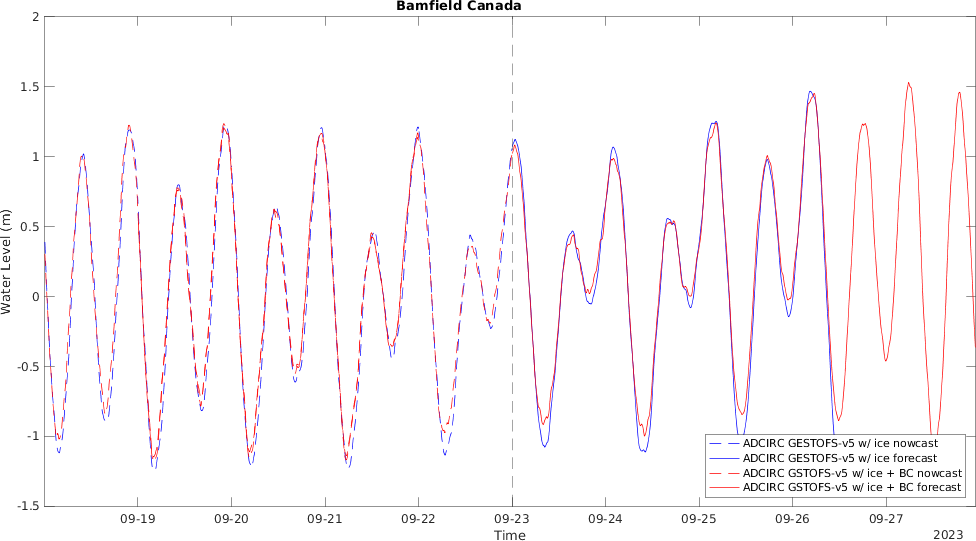 Bamfield Canada
2
1.5
1
0.5
0
-0.5
-1
-1.5
Water Level (m)
ADCIRC GESTOFS-v5 w/ ice nowcast
ADCIRC GESTOFS-v5 w/ ice forecast
ADCIRC GSTOFS-v5 w/ ice + BC nowcast
ADCIRC GSTOFS-v5 w/ ice + BC forecast
09-19 09-20 09-21 09-22 09-23 09-24 09-25 09-26 09-27
Time
2023